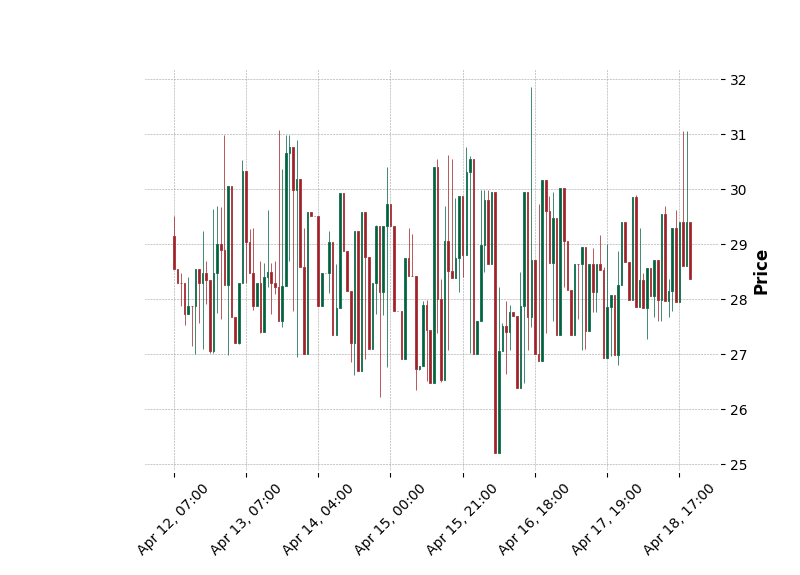 32
31
30
29
28
27
26
25
Price
Apr 12, 07:00
Apr 13, 07:00
Apr 14, 04:00
Apr 15, 00:00
Apr 15, 21:00
Apr 16, 18:00
Apr 17, 19:00
Apr 18, 17:00